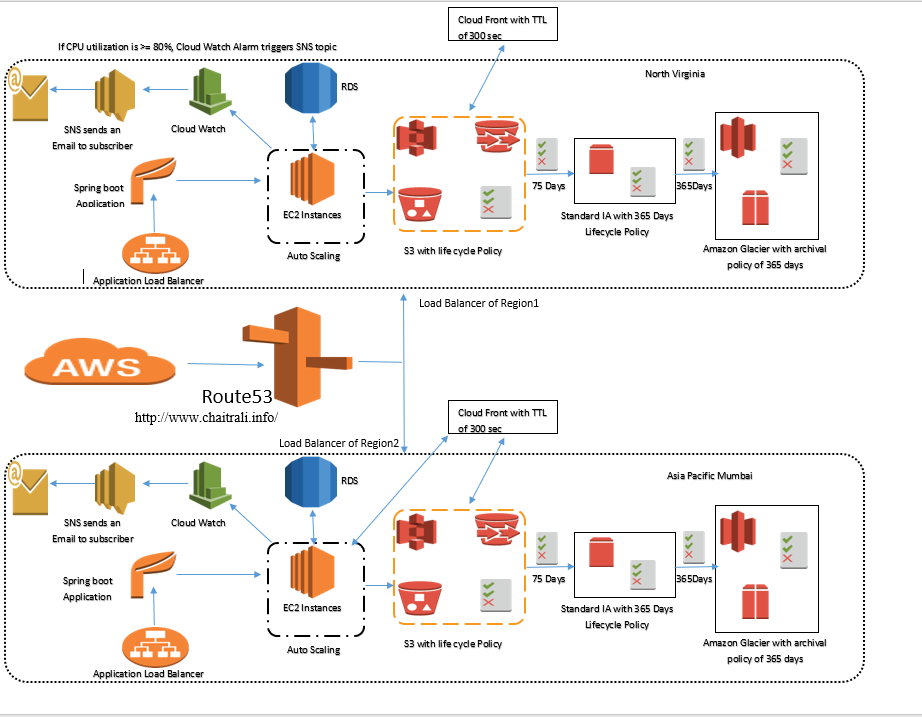 Cloud Front with TTL
of 300 sec
If CPU utilization is >= 80%, Cloud Watch Alarm triggers SNS topic
North Virginia
@
RDS
SNS sends an
Email to subscriber
Cloud Watch
Spring boot
Application
EC2 Instances
Auto Scaling
Application Load Balancer
S3 with life cycle Policy
75 Days
Standard IA with 365 Days
Lifecycle Policy
365Days
Amazon Glacier with archival
policy of 365 days
Load Balancer of Region1
AWS
Route53
http://www.chaitrali.info/
Load Balancer of Region2
Cloud Front with TTL
of 300 sec
Asia Pacific Mumbai
@
RDS
SNS sends an
Email to subscriber
Cloud Watch
Spring boot
Application
EC2 Instances
Auto Scaling
Application Load Balancer
S3 with life cycle Policy
75 Days
Standard IA with 365 Days
Lifecycle Policy
365Days
Amazon Glacier with archival
policy of 365 days